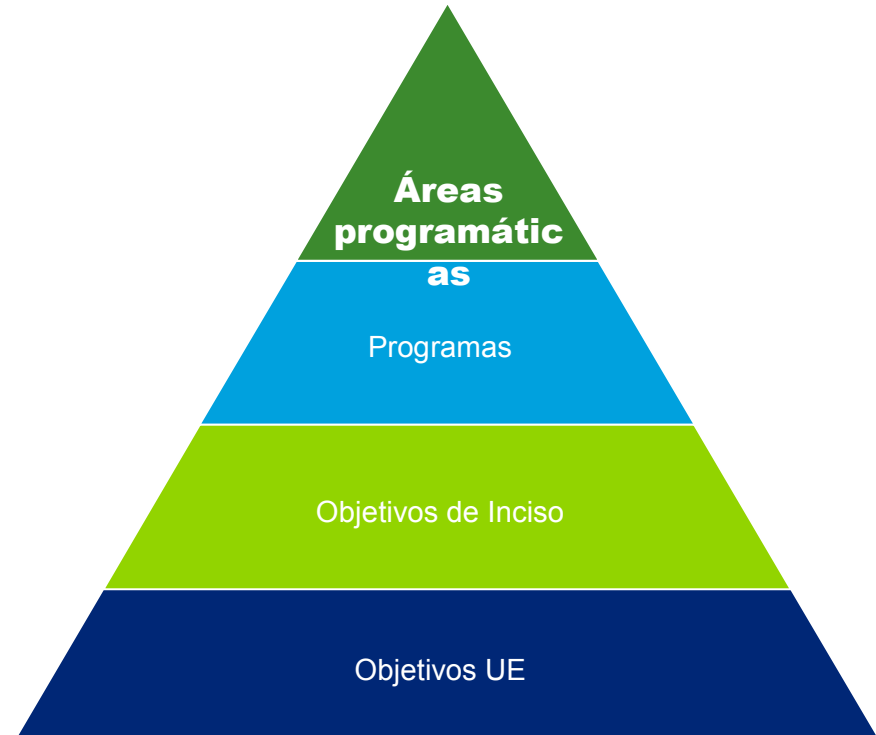 Áreas
programátic
as
Programas
Objetivos de Inciso
Objetivos UE